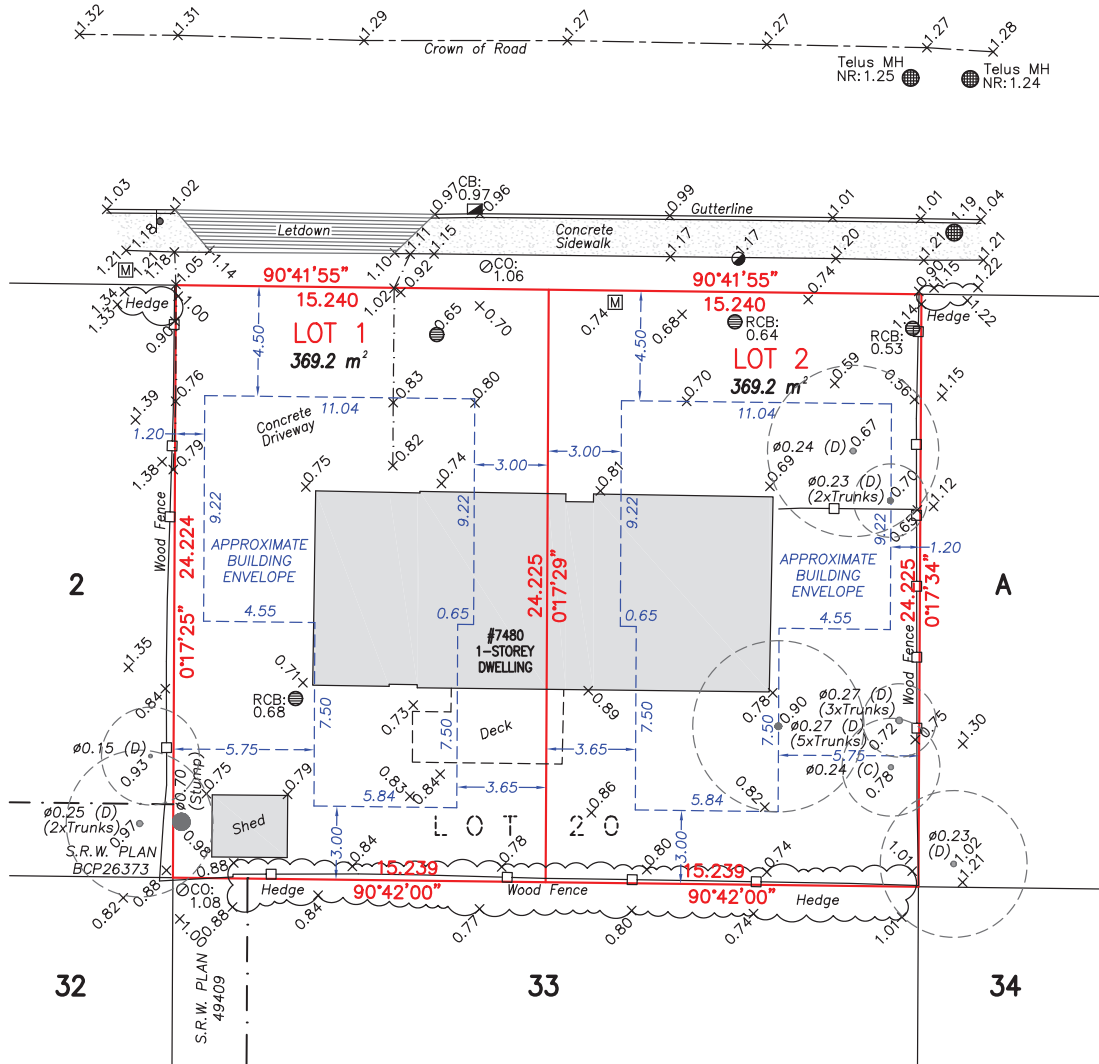 1.32
1.31
1.29
1.27
1.27
1.27
1.28
Crown of Road
Telus MH
NR:1.25
Telus MH
NR:1.24
1.03
1.02
0.97
CB:
0.97
0.96
0.99
1.01
1.01
1.19
1.04
Gutterline
Letdown
Concrete
Sidewalk
1.18
1.21
1.21
1.18
1.05
1.14
1.10
1.11
1.15
0.92
CO:
1.06
1.17
1.17
1.20
1.21
1.21
M
90°41'55"
15.240
90°41'55"
15.240
1.02
0.74
0.90
1.15
1.22
1.22
1.34
1.33
Hedge
1.00
0.90
LOT 1
369.2 m²
4.50
0.65
0.70
0.74
M
0.68
4.50
RCB:
0.64
LOT 2
369.2 m²
1.14
RCB:
0.53
Hedge
0.59
0.56
1.15
1.39
0.76
Concrete
Driveway
11.04
0.83
0.80
0.70
11.04
1.20
1.38
0.79
0.82
3.00
3.00
ø0.24 (D)
0.67
0.75
0.74
0.81
0.69
ø0.23 (D)
(2xTrunks)
0.70
1.12
0.65
Wood Fence
9.22
9.22
9.22
9.22
1.20
24.224
0°17'25"
APPROXIMATE
BUILDING
ENVELOPE
24.225
0°17'29"
APPROXIMATE
BUILDING
ENVELOPE
24.225
0°17'34"
2
A
4.55
0.65
0.65
4.55
#7480
1-STOREY
DWELLING
Wood Fence
1.35
0.84
0.71
RCB:
0.68
7.50
0.73
7.50
Deck
0.89
7.50
0.78
0.90
7.50
ø0.27 (D)
(3xTrunks)
ø0.27 (D)
(5xTrunks)
0.72
0.75
1.30
ø0.15 (D)
0.93
5.75
3.65
5.75
ø0.24 (C)
0.78
ø0.70
(Stump)
0.75
0.79
0.83
0.84
3.65
ø0.25 (D)
(2xTrunks)
0.97
Shed
5.84
0.86
5.84
0.82
LOT 20
ø0.23
(D)
1.02
1.21
S.R.W. PLAN
BCP26373
0.98
0.88
3.00
0.84
0.78
0.80
3.00
0.74
1.01
15.239
15.239
0.88
0.82
CO:
1.08
Hedge
90°42'00"
Wood Fence
90°42'00"
Hedge
1.00
0.88
0.84
0.77
0.80
0.74
1.01
32
S.R.W. PLAN
49409
33
34